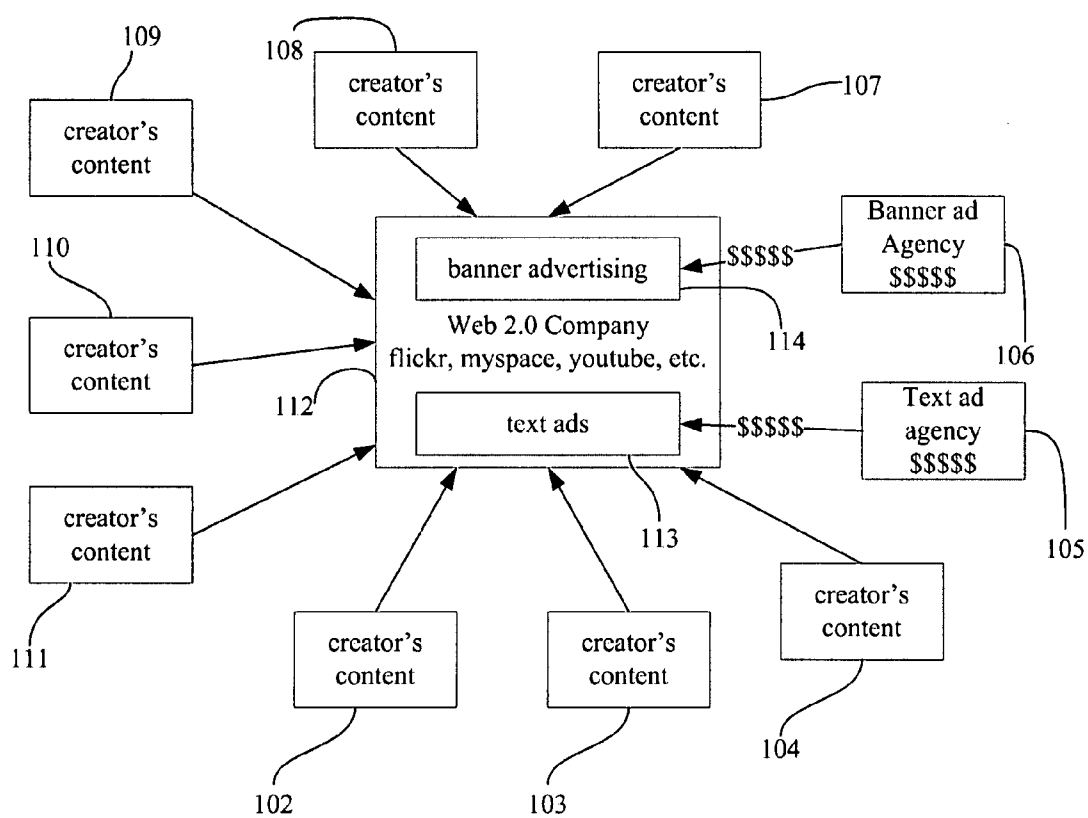 109
108
107
creator's
content
creator's
content
creator's
content
110
banner advertising
$$$$$
Banner ad
Agency
$$$$$
114
106
Web 2.0 Company
flickr, myspace, youtube, etc.
creator's
content
112
text ads
$$$$$
Text ad
agency
$$$$$
113
105
creator's
content
111
creator's
content
creator's
content
creator's
content
104
102
103